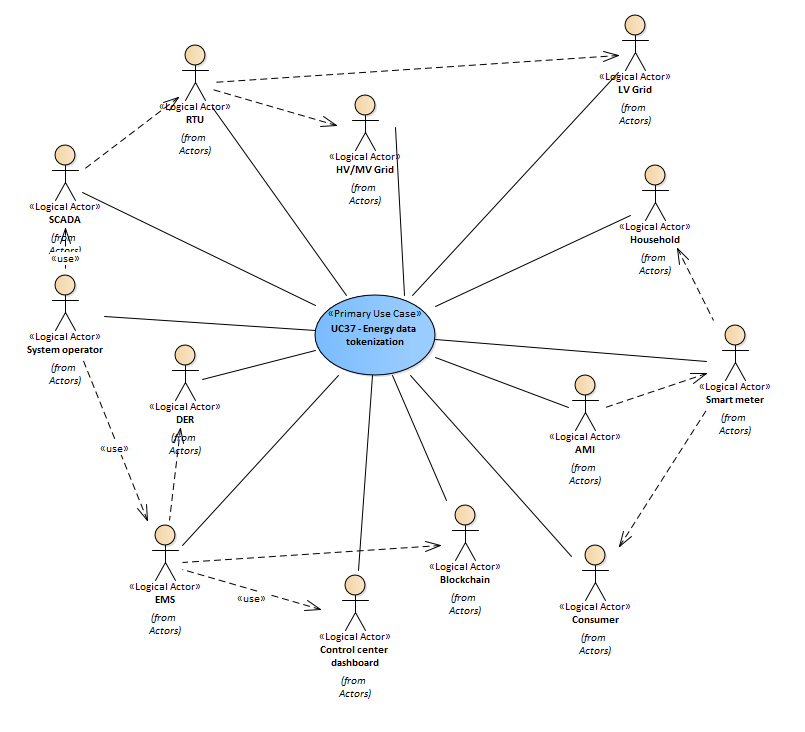 «Logical Actor»
LV Grid
(from
Actors)
«Logical Actor»
RTU
(from
Actors)
«Logical Actor»
HV/MV Grid
(from
Actors)
«Logical Actor»
SCADA
(from
Actors)
«use»
«Logical Actor»
Household
(from
Actors)
«Primary Use Case»
UC37 - Energy data
tokenization
«Logical Actor»
System operator
(from
Actors)
«Logical Actor»
DER
(from
Actors)
«Logical Actor»
Smart meter
(from
Actors)
«Logical Actor»
AMI
(from
Actors)
«use»
«Logical Actor»
EMS
(from
Actors)
«use»
«Logical Actor»
Blockchain
(from
Actors)
«Logical Actor»
Consumer
(from
Actors)
«Logical Actor»
Control center
dashboard
(from
Actors)